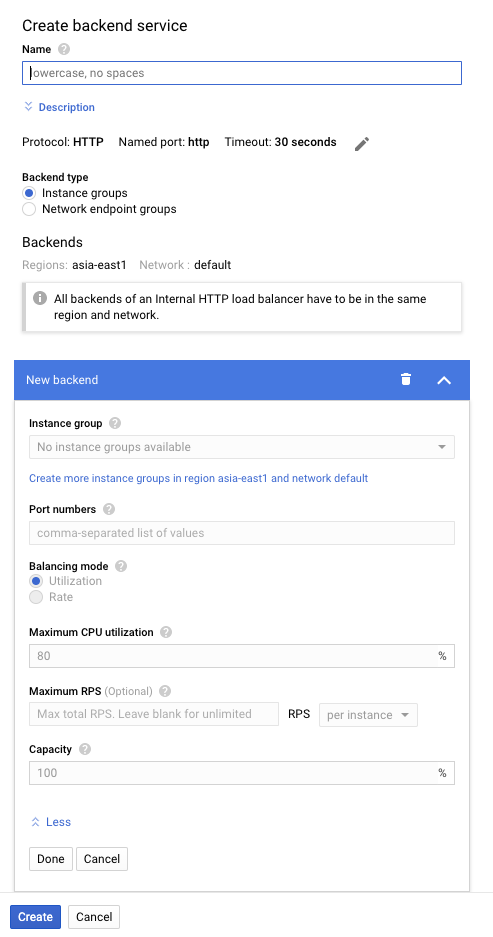 Create backend service
Name ?
lowercase, no spaces
Description
Protocol: HTTP Named port: http Timeout: 30 seconds
Backend type
Instance groups
Network endpoint groups
Backends
Regions: asia-east1 Network : default
All backends of an Internal HTTP load balancer have to be in the same
region and network.
New backend
Instance group ?
No instance groups available
Create more instance groups in region asia-east1 and network default
Port numbers ?
comma-separated list of values
Balancing mode ?
Utilization
Rate
Maximum CPU utilization ?
80 %
Maximum RPS (Optional) ?
Max total RPS. Leave blank for unlimited RPS per instance
Capacity ?
100 %
Less
Done Cancel
Create Cancel